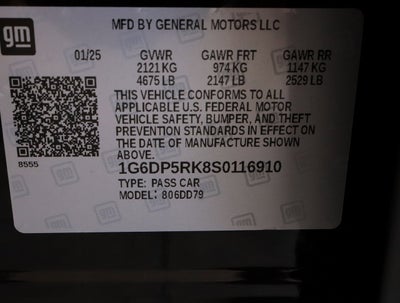 gm
MFD BY GENERAL MOTORS LLC
01/25 GVWR GAWR FRT GAWR RR
2121 KG 974 KG 1147 KG
4675 LB 2147 LB 2529 LB
THIS VEHICLE CONFORMS TO ALL
APPLICABLE U.S. FEDERAL MOTOR
VEHICLE SAFETY, BUMPER, AND THEFT
PREVENTION STANDARDS IN EFFECT ON
THE DATE OF MANUFACTURE SHOWN
ABOVE.
8555
1G6DP5RK8S0116910
TYPE: PASS CAR
MODEL: 806DD79